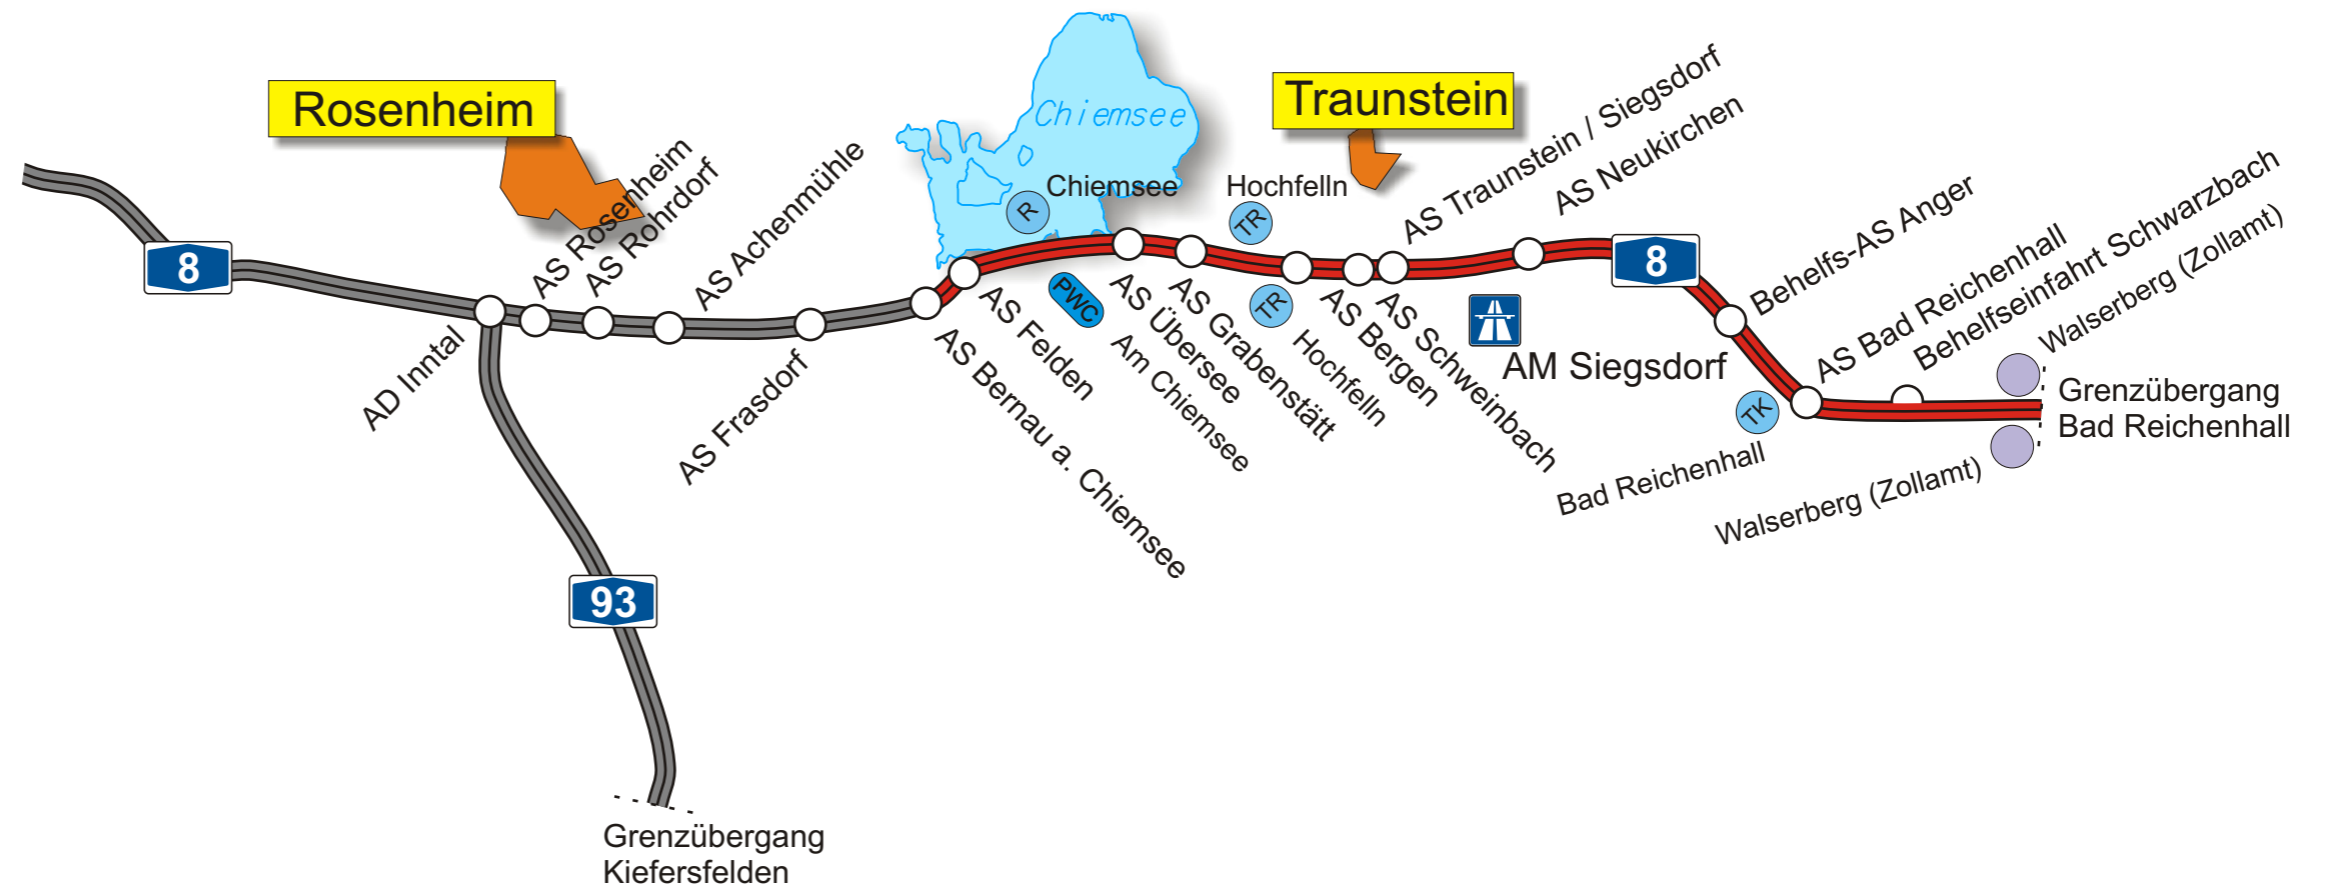 Rosenheim
Traunstein
Chiemsee
8
AD Inntal
AS Rosenheim
AS Rohrdorf
AS Achenmühle
AS Frasdorf
AS Bernau a. Chiemsee
AS Felden
R
Chiemsee
PWC
Am Chiemsee
AS Übersee
AS Grabenstätt
TR
Hochfelln
TR
Hochfelln
AS Bergen
AS Schweinbach
AS Traunstein / Siegsdorf
AM Siegsdorf
AS Neukirchen
8
Behelfs-AS Anger
TK
Bad Reichenhall
AS Bad Reichenhall
Behelfseinfahrt Schwarzbach
Walserberg (Zollamt)
Walserberg (Zollamt)
Grenzübergang
Bad Reichenhall
93
Grenzübergang
Kiefersfelden